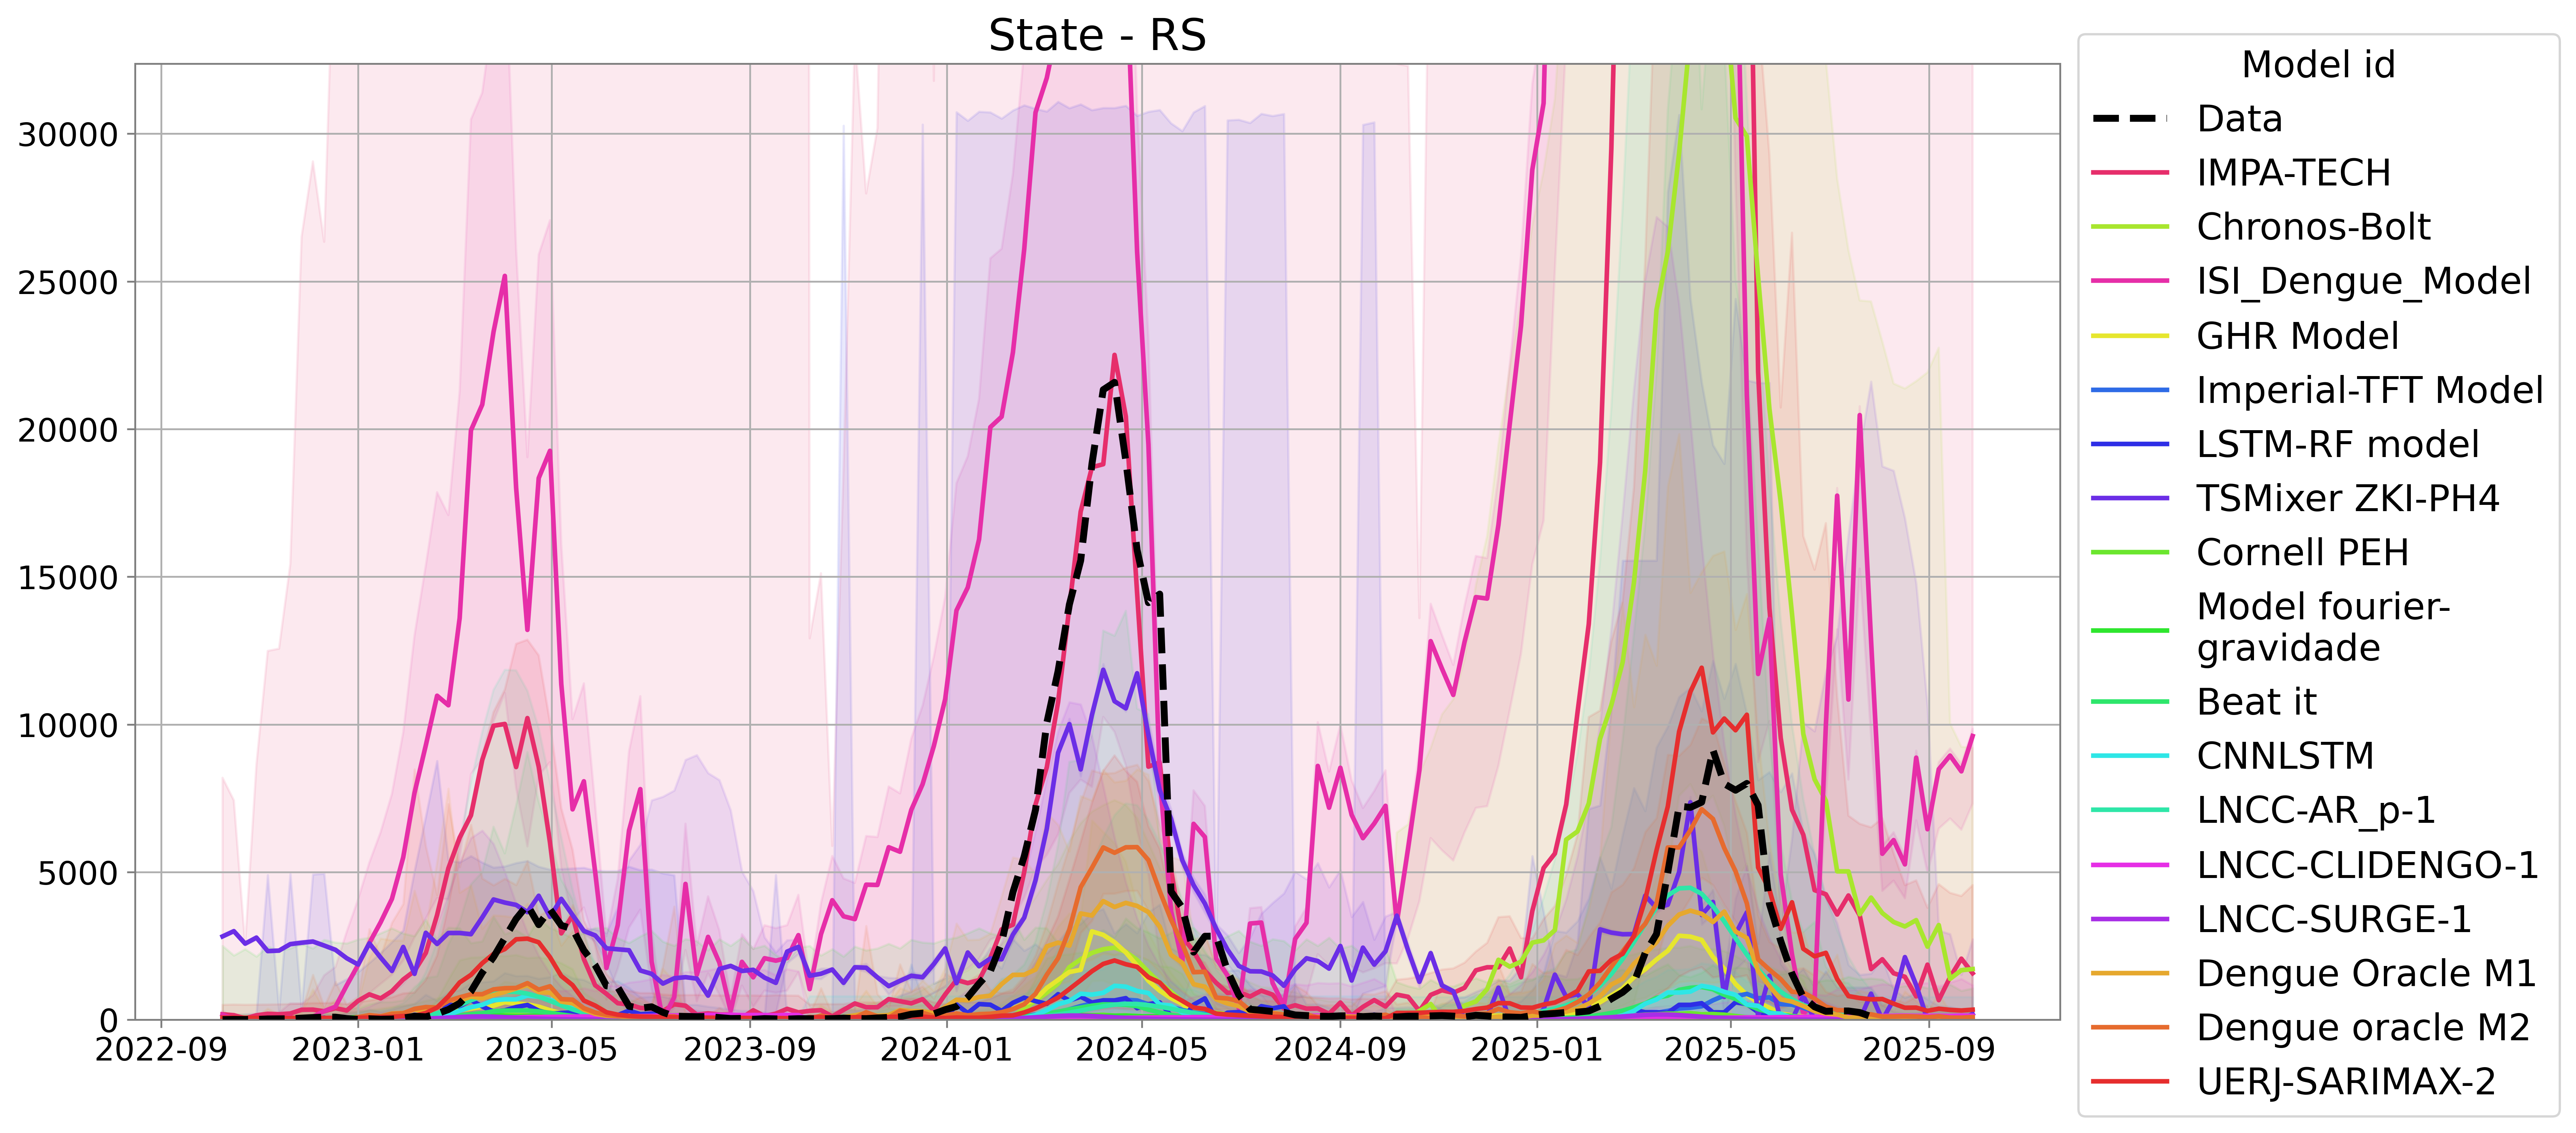 State - RS
30000
25000
20000
15000
10000
5000
0
2022-09 2023-01 2023-05 2023-09 2024-01 2024-05 2024-09 2025-01 2025-05 2025-09
Model id
Data
IMPA-TECH
Chronos-Bolt
ISI_Dengue_Model
GHR Model
Imperial-TFT Model
LSTM-RF model
TSMixer ZKI-PH4
Cornell PEH
Model fourier-
gravidade
Beat it
CNNLSTM
LNCC-AR_p-1
LNCC-CLIDENGO-1
LNCC-SURGE-1
Dengue Oracle M1
Dengue oracle M2
UERJ-SARIMAX-2